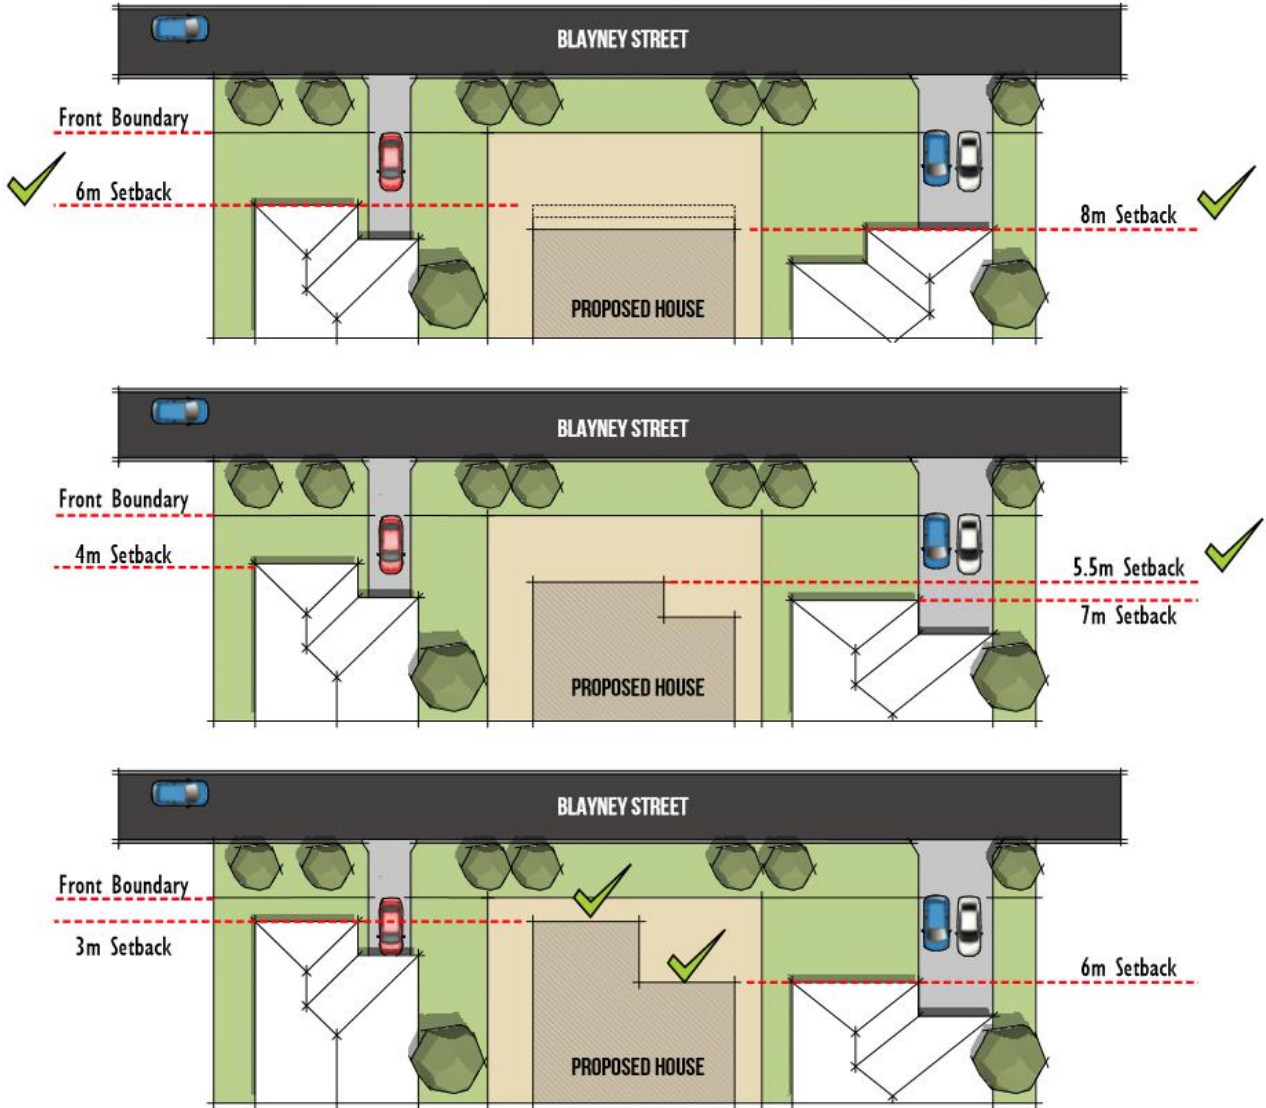 BLAYNEY STREET
Front Boundary
6m Setback
8m Setback
PROPOSED HOUSE
BLAYNEY STREET
Front Boundary
4m Setback
5.5m Setback
7m Setback
PROPOSED HOUSE
BLAYNEY STREET
Front Boundary
3m Setback
6m Setback
PROPOSED HOUSE